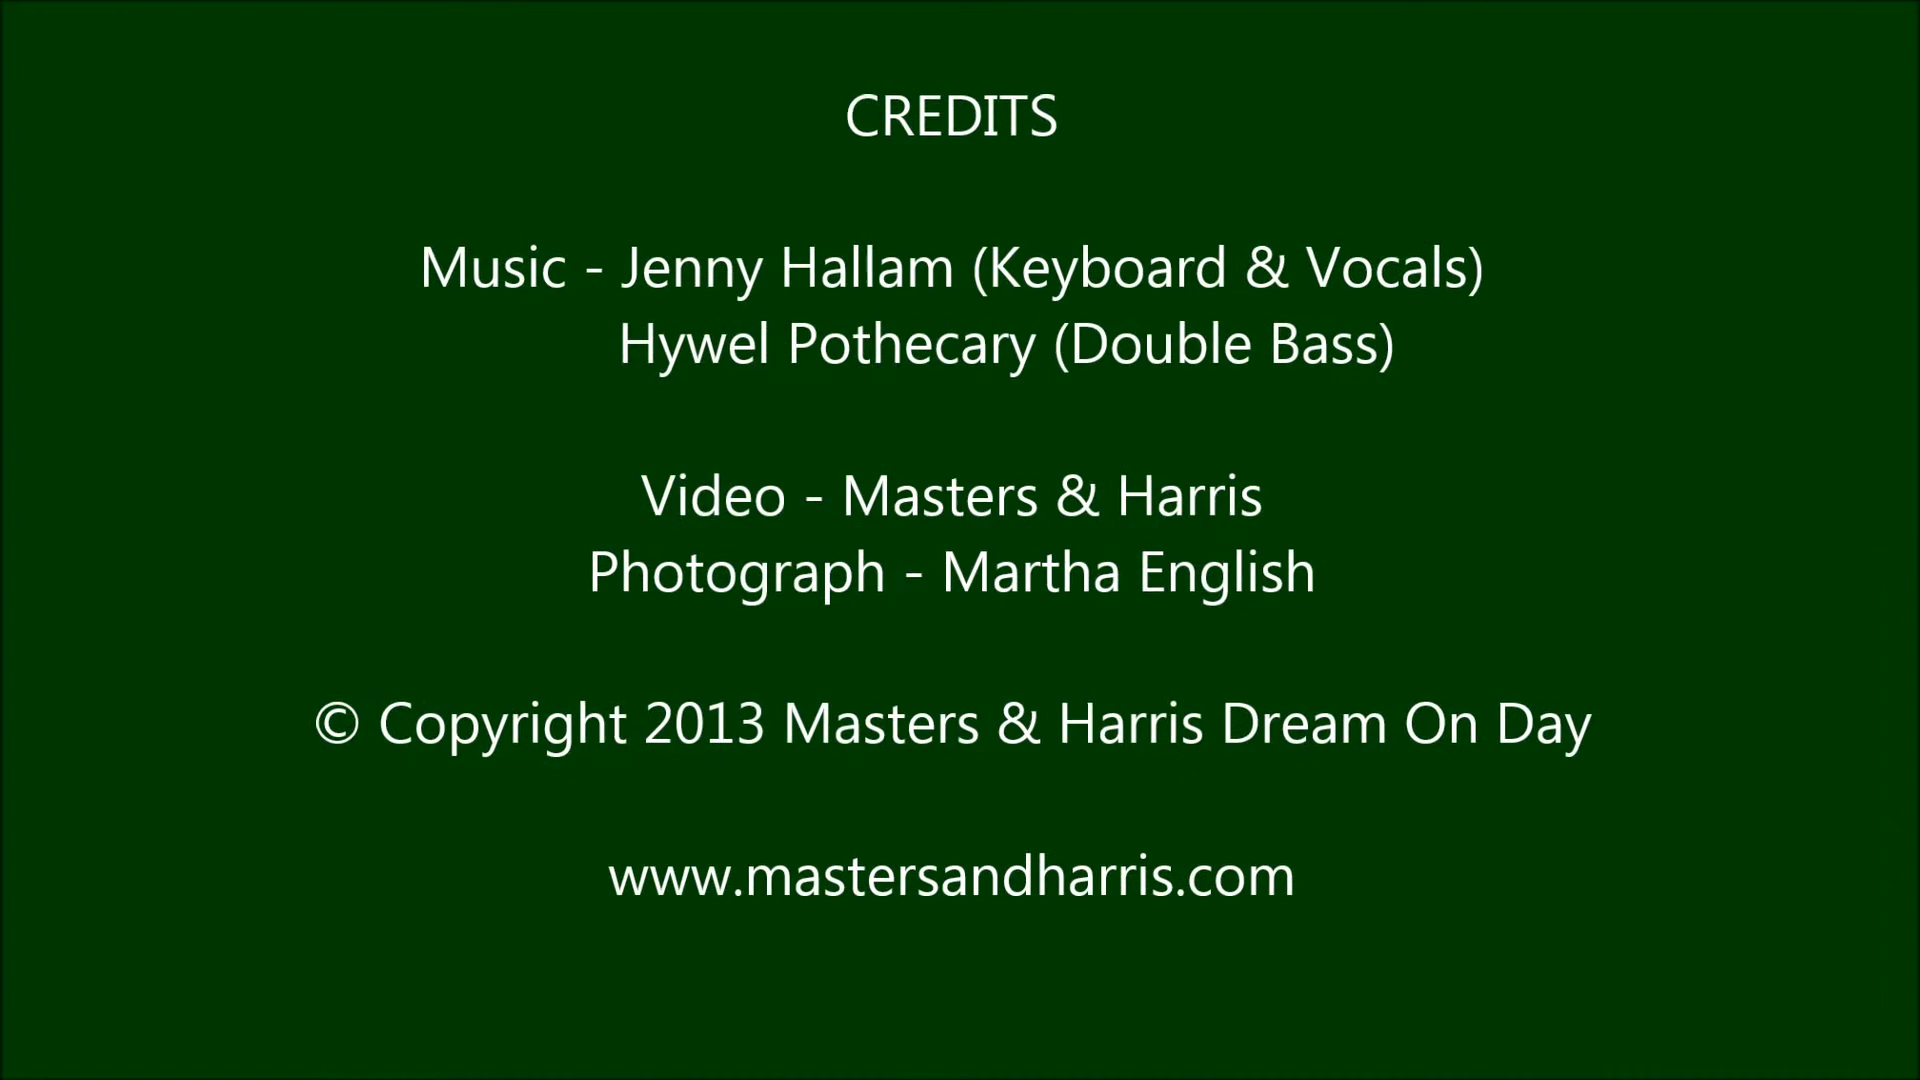 CREDITS
Music - Jenny Hallam (Keyboard & Vocals)
Hywel Pothecary (Double Bass)
Video - Masters & Harris
Photograph - Martha English
© Copyright 2013 Masters & Harris Dream On Day
www.mastersandharris.com